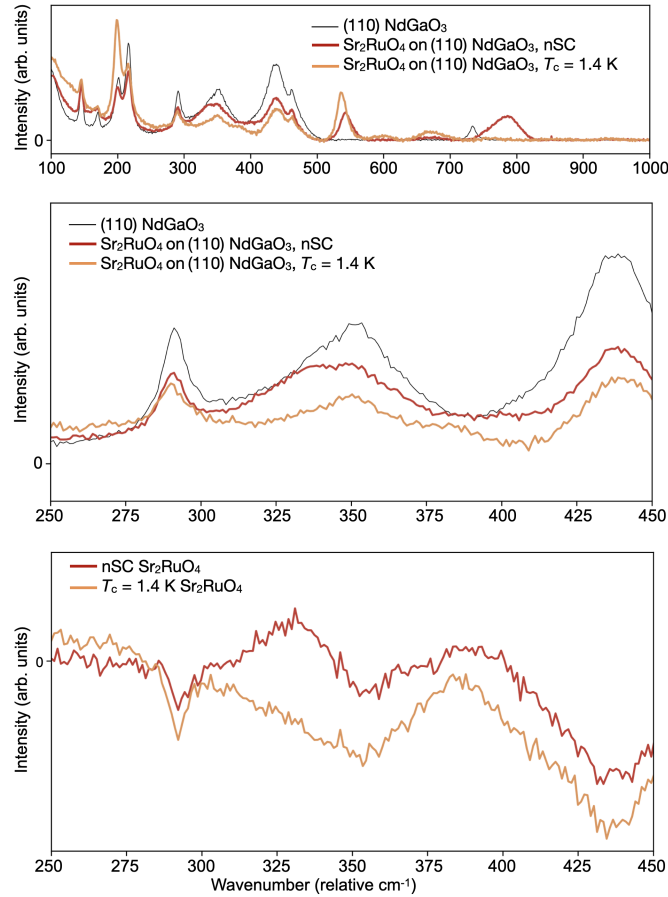 Intensity (arb. units)
(110) NdGaO₃
Sr₂RuO₄ on (110) NdGaO₃, nSC
Sr₂RuO₄ on (110) NdGaO₃, Tc = 1.4 K
0
100 200 300 400 500 600 700 800 900 1000
Intensity (arb. units)
(110) NdGaO₃
Sr₂RuO₄ on (110) NdGaO₃, nSC
Sr₂RuO₄ on (110) NdGaO₃, Tc = 1.4 K
0
250 275 300 325 350 375 400 425 450
Intensity (arb. units)
nSC Sr₂RuO₄
Tc = 1.4 K Sr₂RuO₄
0
250 275 300 325 350 375 400 425 450
Wavenumber (relative cm⁻¹)